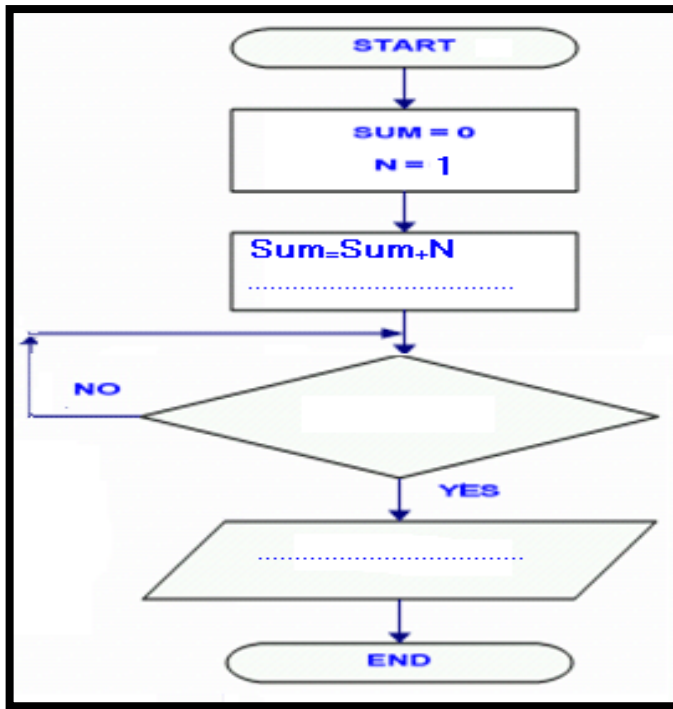 START
SUM = 0
N = 1
Sum=Sum+N
....................................
NO
YES
....................................
END